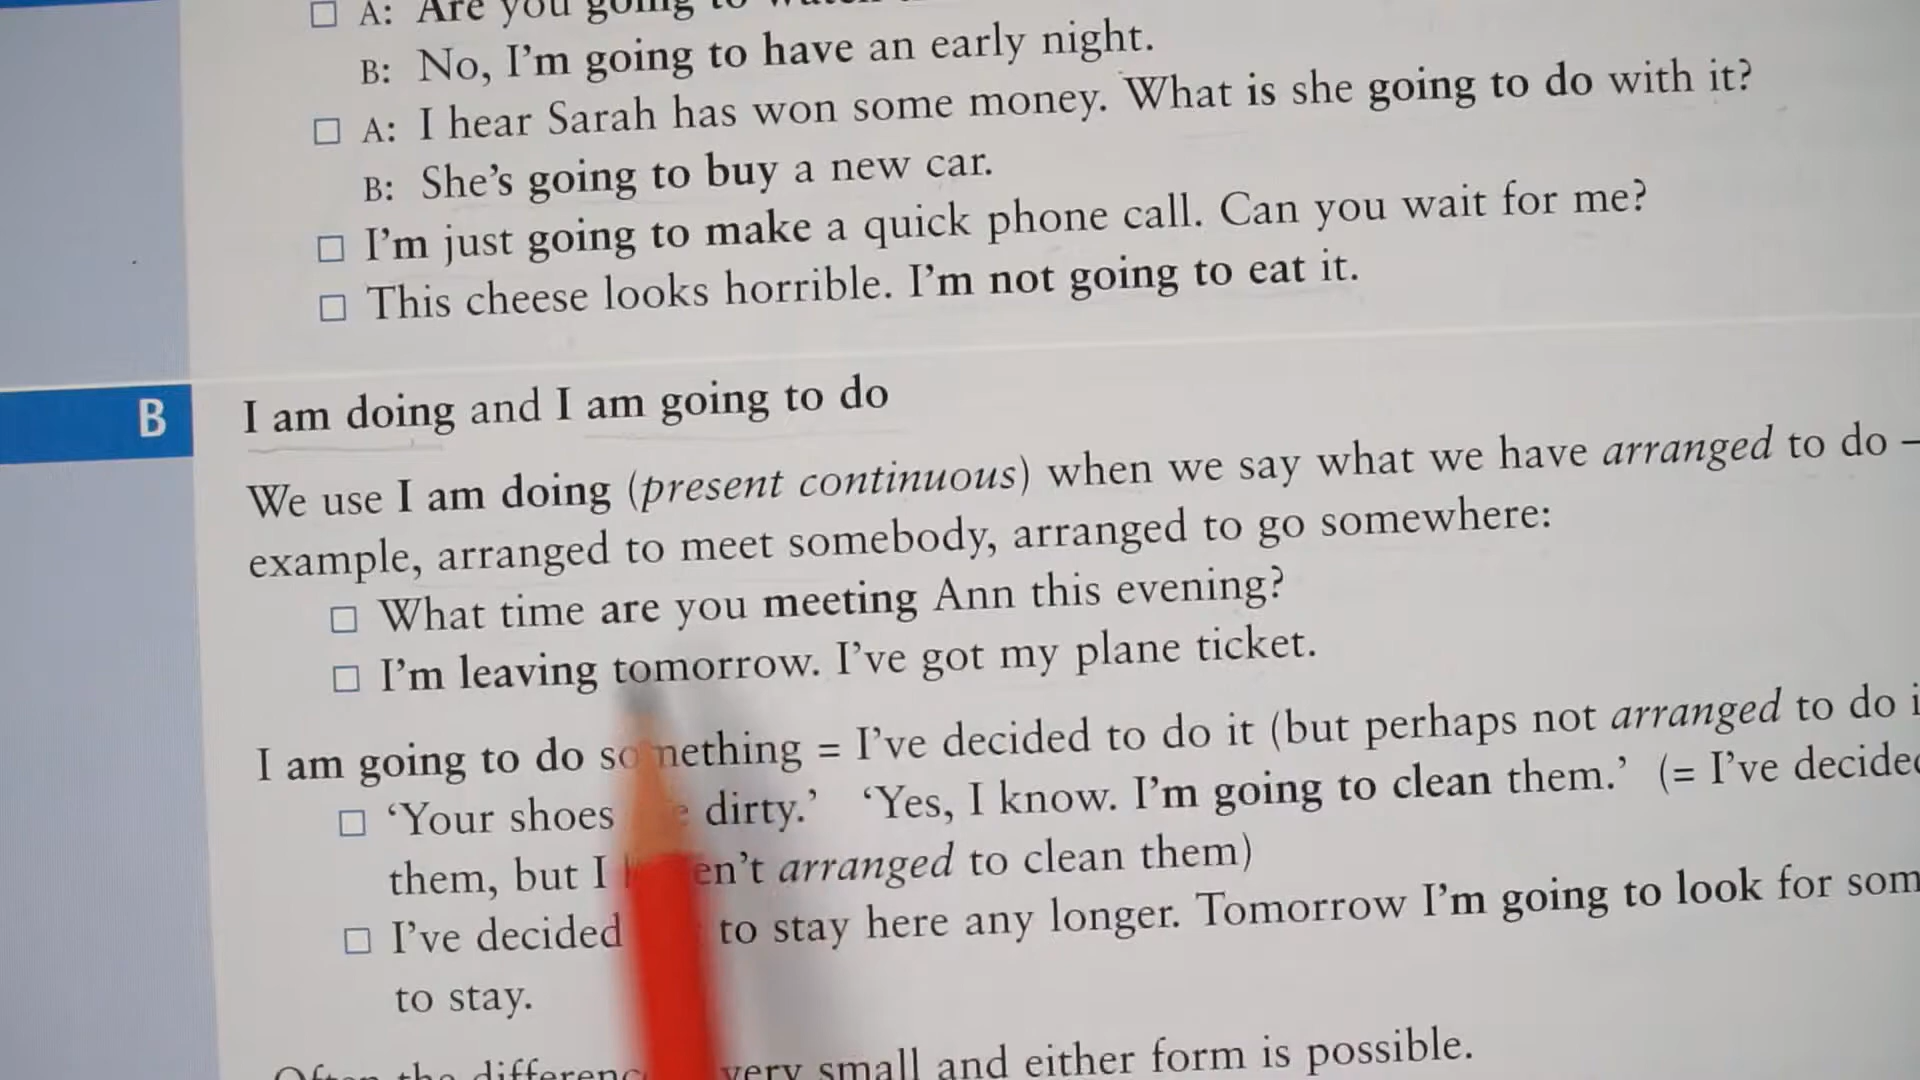 A: Are you going to
B: No, I'm going to have an early night.
A: I hear Sarah has won some money. What is she going to do with it?
B: She's going to buy a new car.
I'm just going to make a quick phone call. Can you wait for me?
This cheese looks horrible. I'm not going to eat it.
B I am doing and I am going to do
We use I am doing (present continuous) when we say what we have arranged to do –
example, arranged to meet somebody, arranged to go somewhere:
What time are you meeting Ann this evening?
I'm leaving tomorrow. I've got my plane ticket.
I am going to do something = I've decided to do it (but perhaps not arranged to do
'Your shoes dirty.' 'Yes, I know. I'm going to clean them.' (= I've decided
them, but I arranged to clean them)
I've decided to stay here any longer. Tomorrow I'm going to look for
to stay.
Often the very small and either form is possible.